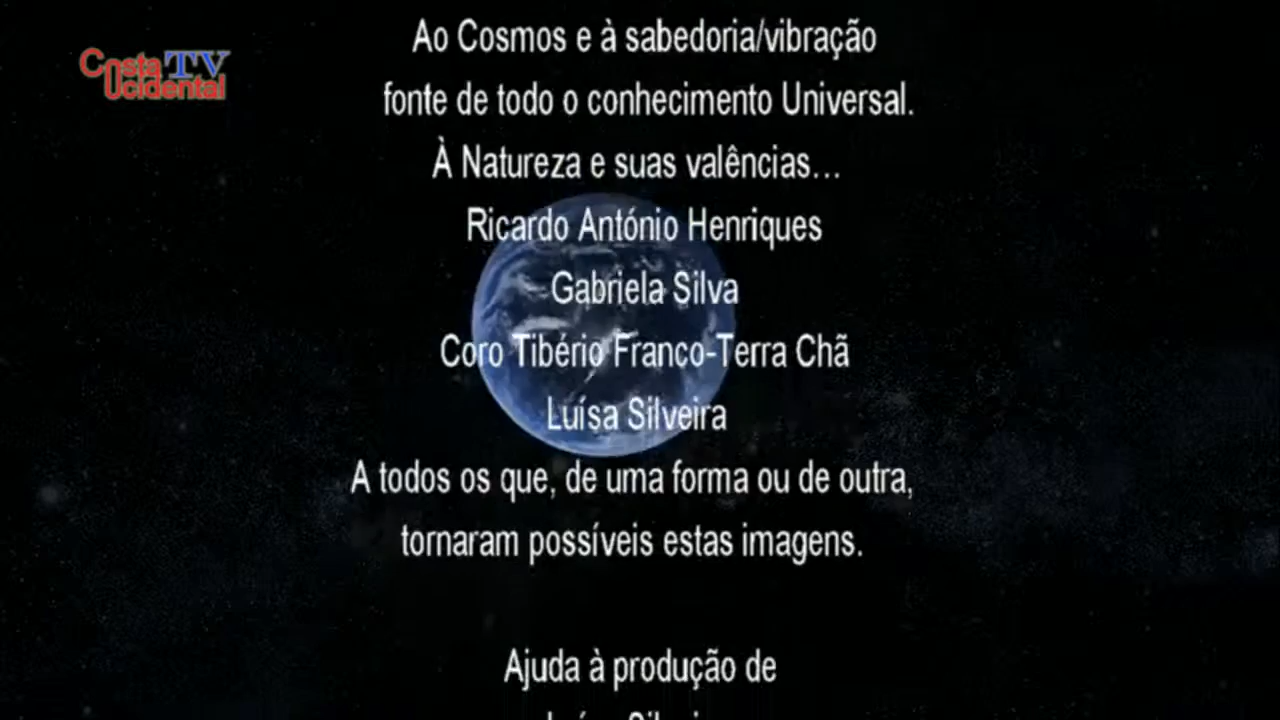 Costa TV
Ocidental
Ao Cosmos e à sabedoria/vibração
fonte de todo o conhecimento Universal.
À Natureza e suas valências...
Ricardo António Henriques
Gabriela Silva
Coro Tibério Franco-Terra Chã
Luísa Silveira
A todos os que, de uma forma ou de outra,
tornaram possíveis estas imagens.
Ajuda à produção de